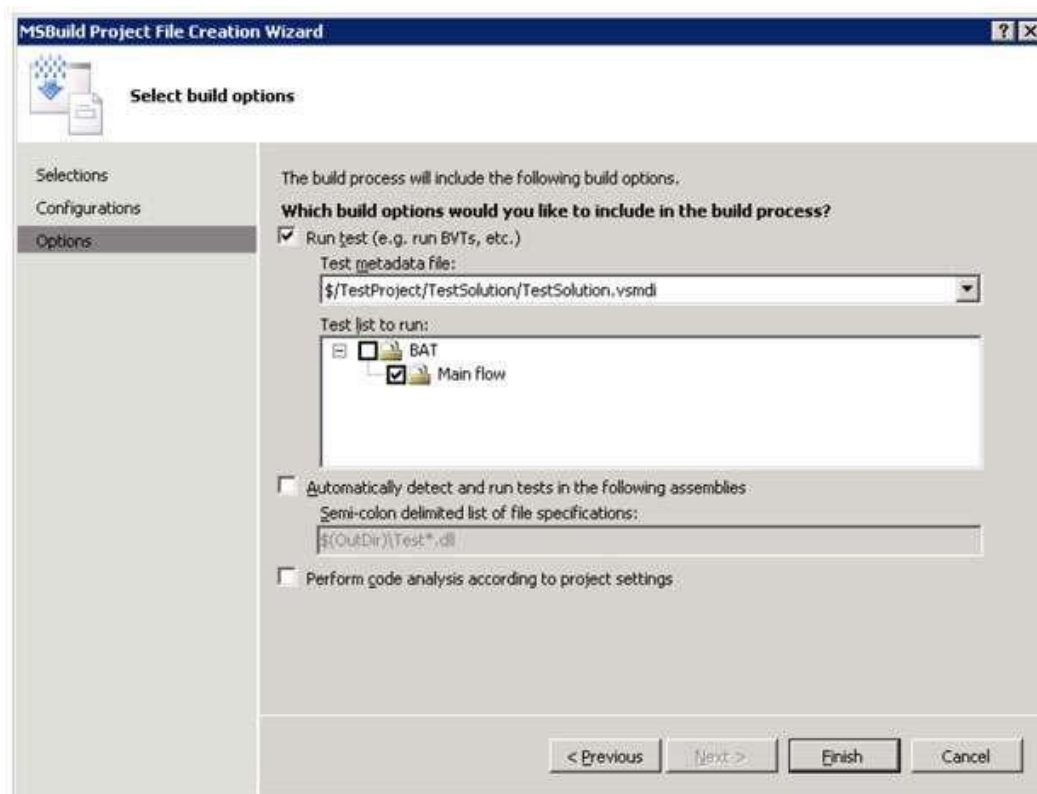 MSBuild Project File Creation Wizard
Select build options
Selections
Configurations
Options
The build process will include the following build options.
Which build options would you like to include in the build process?
Run test (e.g. run BVTs, etc.)
Test metadata file:
$/TestProject/TestSolution/TestSolution.vsmdi
Test list to run:
BAT
Main flow
Automatically detect and run tests in the following assemblies
Semi-colon delimited list of file specifications:
$(OutDir)\Test*.dll
Perform code analysis according to project settings
< Previous
Next >
Finish
Cancel